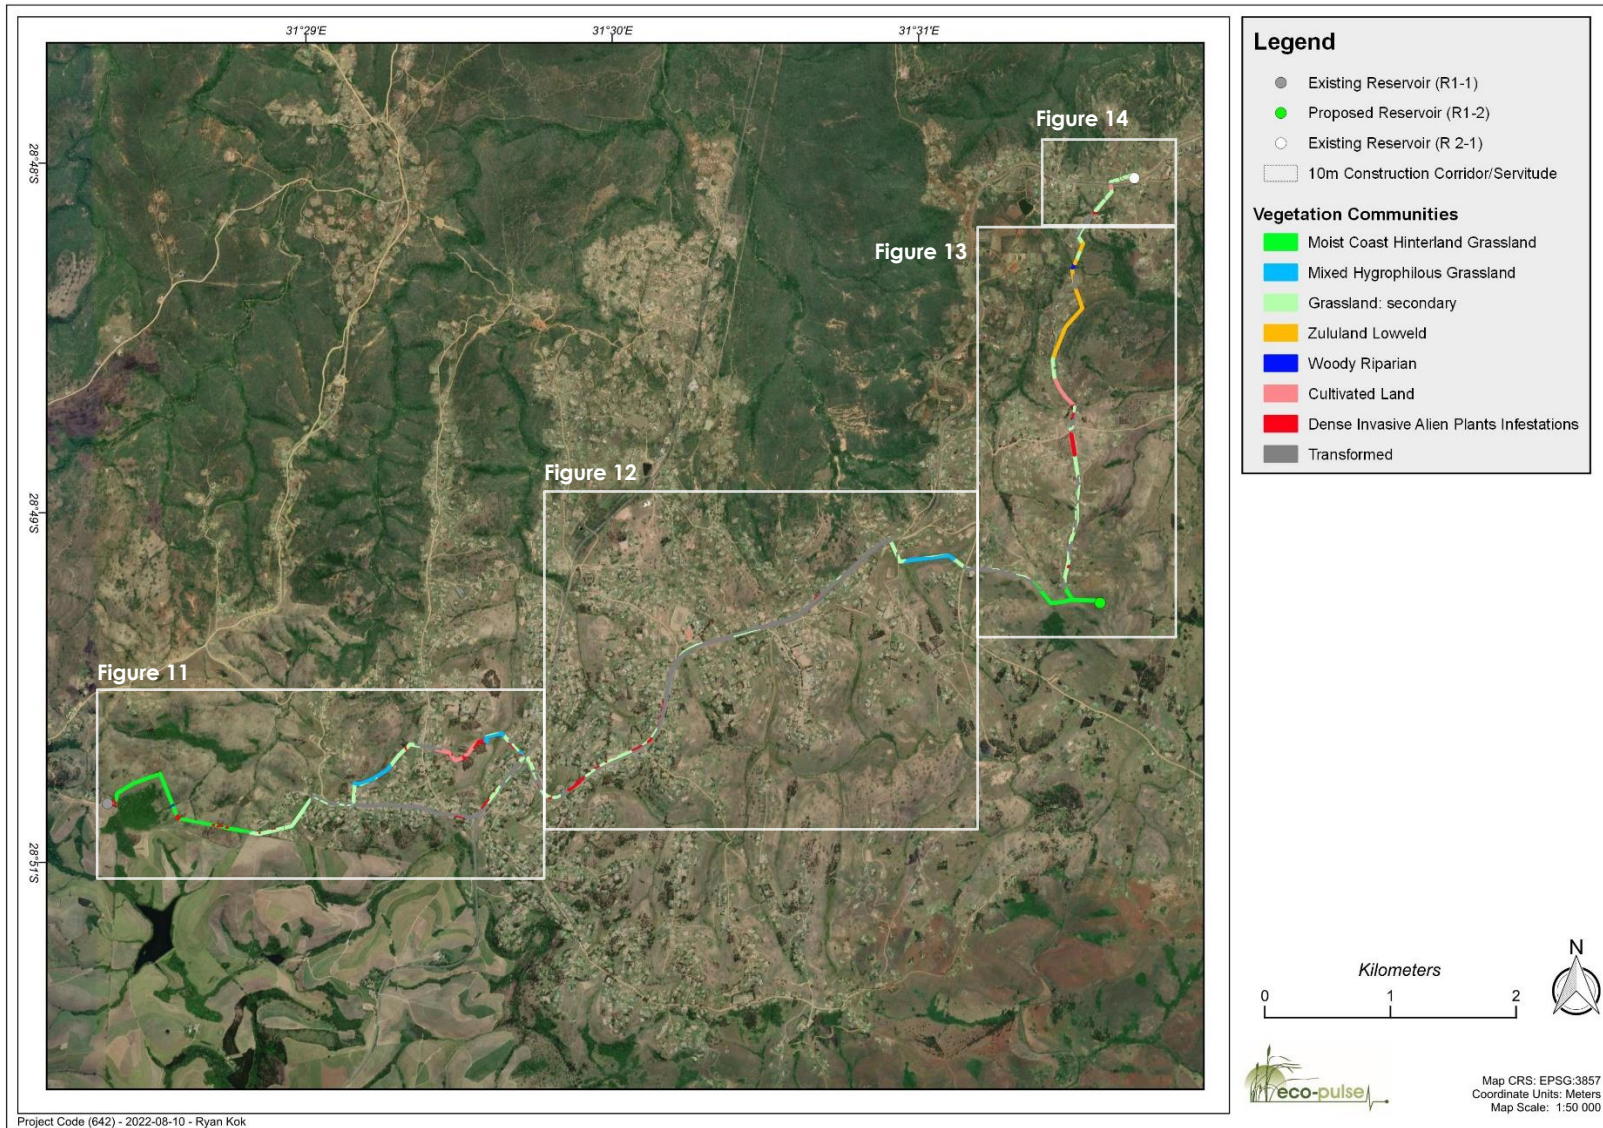 31°29'E
31°30'E
31°31'E
28°48'S
28°49'S
28°51'S
Figure 14
Figure 13
Figure 12
Figure 11
Legend
Existing Reservoir (R1-1)
Proposed Reservoir (R1-2)
Existing Reservoir (R 2-1)
10m Construction Corridor/Servitude
Vegetation Communities
Moist Coast Hinterland Grassland
Mixed Hygrophilous Grassland
Grassland: secondary
Zululand Lowveld
Woody Riparian
Cultivated Land
Dense Invasive Alien Plants Infestations
Transformed
Kilometers
0 1 2
N
eco-pulse
Map CRS: EPSG:3857
Coordinate Units: Meters
Map Scale: 1:50 000
Project Code (642) - 2022-08-10 - Ryan Kok